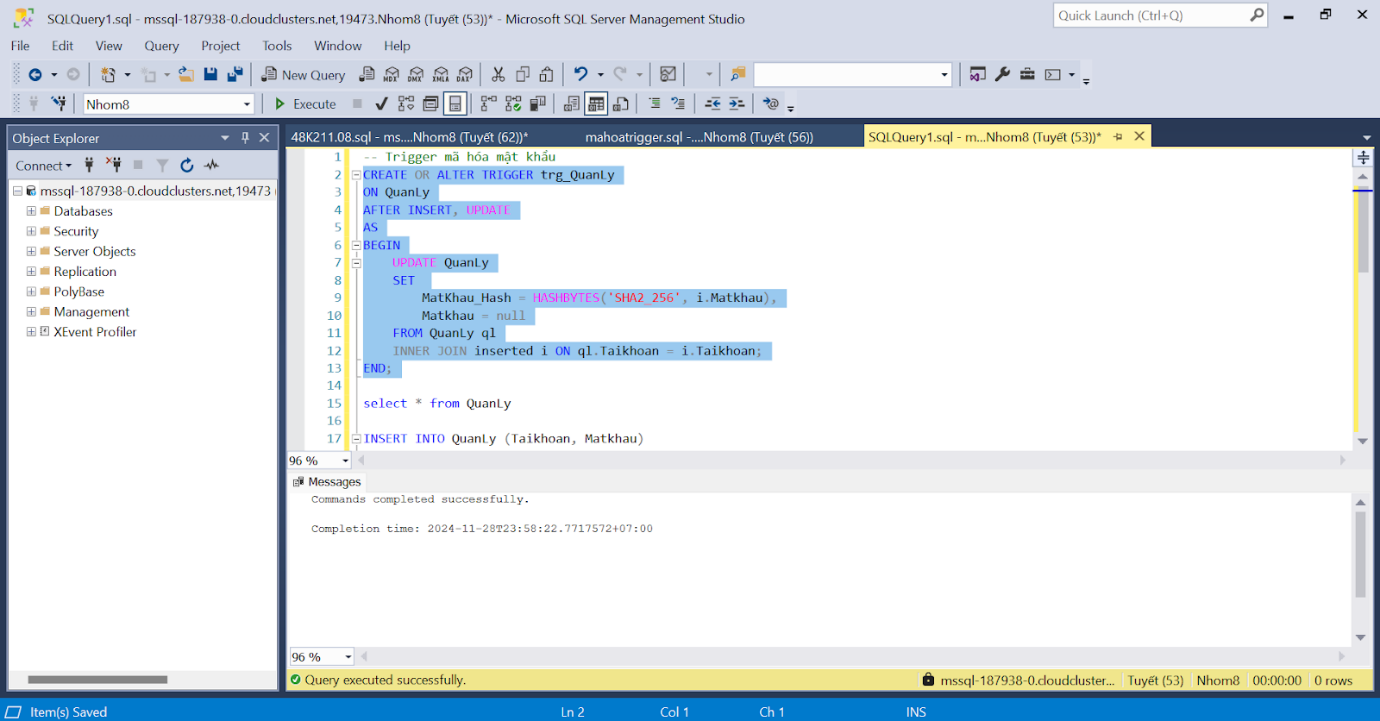 SQLQuery1.sql - mssql-187938-0.cloudclusters.net,19473.Nhom8 (Tuyết (53))* - Microsoft SQL Server Management Studio
Quick Launch (Ctrl+Q)
File Edit View Query Project Tools Window Help
New Query
MDX DMX XMLA DAX
Nhom8
Execute
Object Explorer
48K211.08.sql - ms....Nhom8 (Tuyết (62))*
mahoatrigger.sql -....Nhom8 (Tuyết (56))
SQLQuery1.sql - m...Nhom8 (Tuyết (53))*
Connect
mssql-187938-0.cloudclusters.net,19473
Databases
Security
Server Objects
Replication
PolyBase
Management
XEvent Profiler
1 -- Trigger mã hóa mật khẩu
2 CREATE OR ALTER TRIGGER trg_QuanLy
3 ON QuanLy
4 AFTER INSERT, UPDATE
5 AS
6 BEGIN
7 UPDATE QuanLy
8 SET
9 MatKhau_Hash = HASHBYTES('SHA2_256', i.Matkhau),
10 Matkhau = null
11 FROM QuanLy ql
12 INNER JOIN inserted i ON ql.Taikhoan = i.Taikhoan;
13 END;
14
15 select * from QuanLy
16
17 INSERT INTO QuanLy (Taikhoan, Matkhau)
96 %
Messages
Commands completed successfully.
Completion time: 2024-11-28T23:58:22.7717572+07:00
96 %
Query executed successfully.
mssql-187938-0.cloudcluster... Tuyết (53) Nhom8 00:00:00 0 rows
Item(s) Saved
Ln 2 Col 1 Ch 1 INS